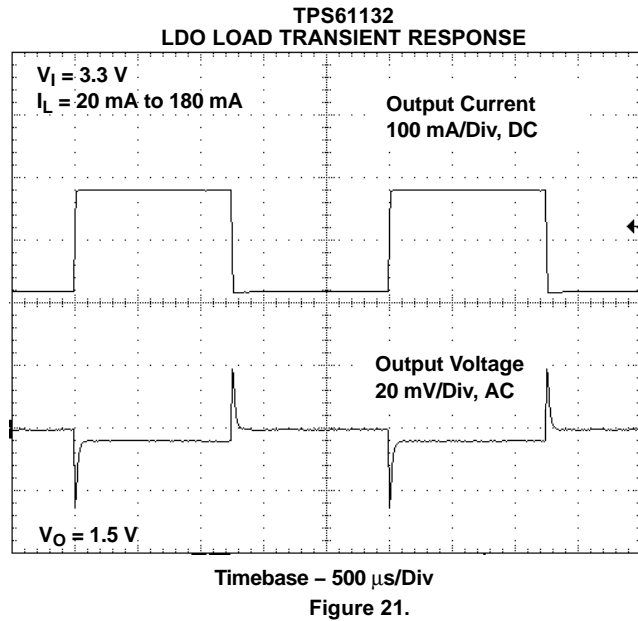 TPS61132
LDO LOAD TRANSIENT RESPONSE
VI = 3.3 V
IL = 20 mA to 180 mA
Output Current
100 mA/Div, DC
Output Voltage
20 mV/Div, AC
VO = 1.5 V
Timebase – 500 μs/Div
Figure 21.